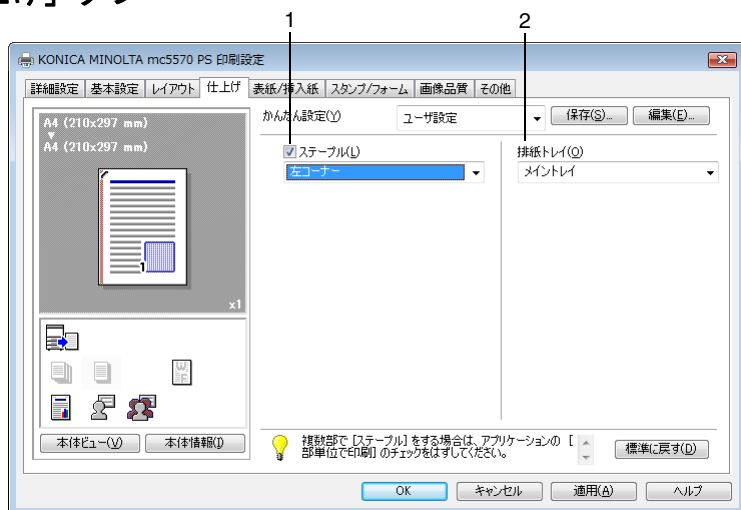 1 2
KONICA MINOLTA mc5570 PS 印刷設定
詳細設定 基本設定 レイアウト 仕上げ 表紙/挿入紙 スタンプ/フォーム 画像品質 その他
A4 (210x297 mm)
A4 (210x297 mm)
1
x1
かんたん設定(Y) ユーザ設定 保存(S)... 編集(E)...
ステープル(L) 排紙トレイ(O)
左コーナー メイントレイ
本体ビュー(V) 本体情報(I)
複数部で [ステープル] をする場合は、アプリケーションの [
部単位で印刷] のチェックをはずしてください。
標準に戻す(D)
OK キャンセル 適用(A) ヘルプ